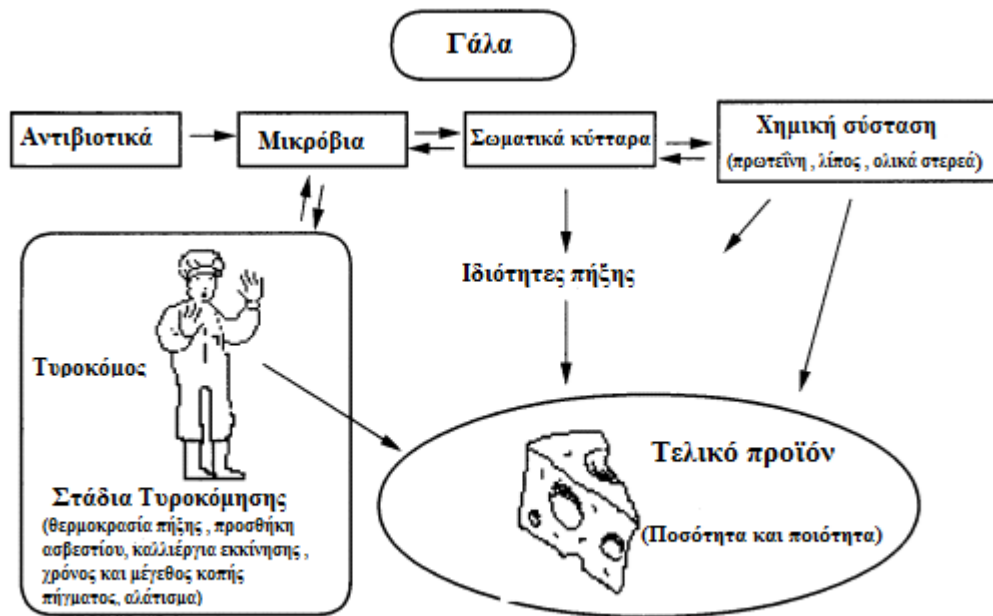 Γάλα
Αντιβιοτικά
Μικρόβια
Σωματικά κύτταρα
Χημική σύσταση
(πρωτεΐνη , λίπος , ολικά στερεά)
Ιδιότητες πήξης
Τυροκόμος
Στάδια Τυροκόμησης
(θερμοκρασία πήξης , προσθήκη
ασβεστίου, καλλιέργια εκκίνησης ,
χρόνος και μέγεθος κοπής
πήγματος, αλάτισμα)
Τελικό προϊόν
(Ποσότητα και ποιότητα)